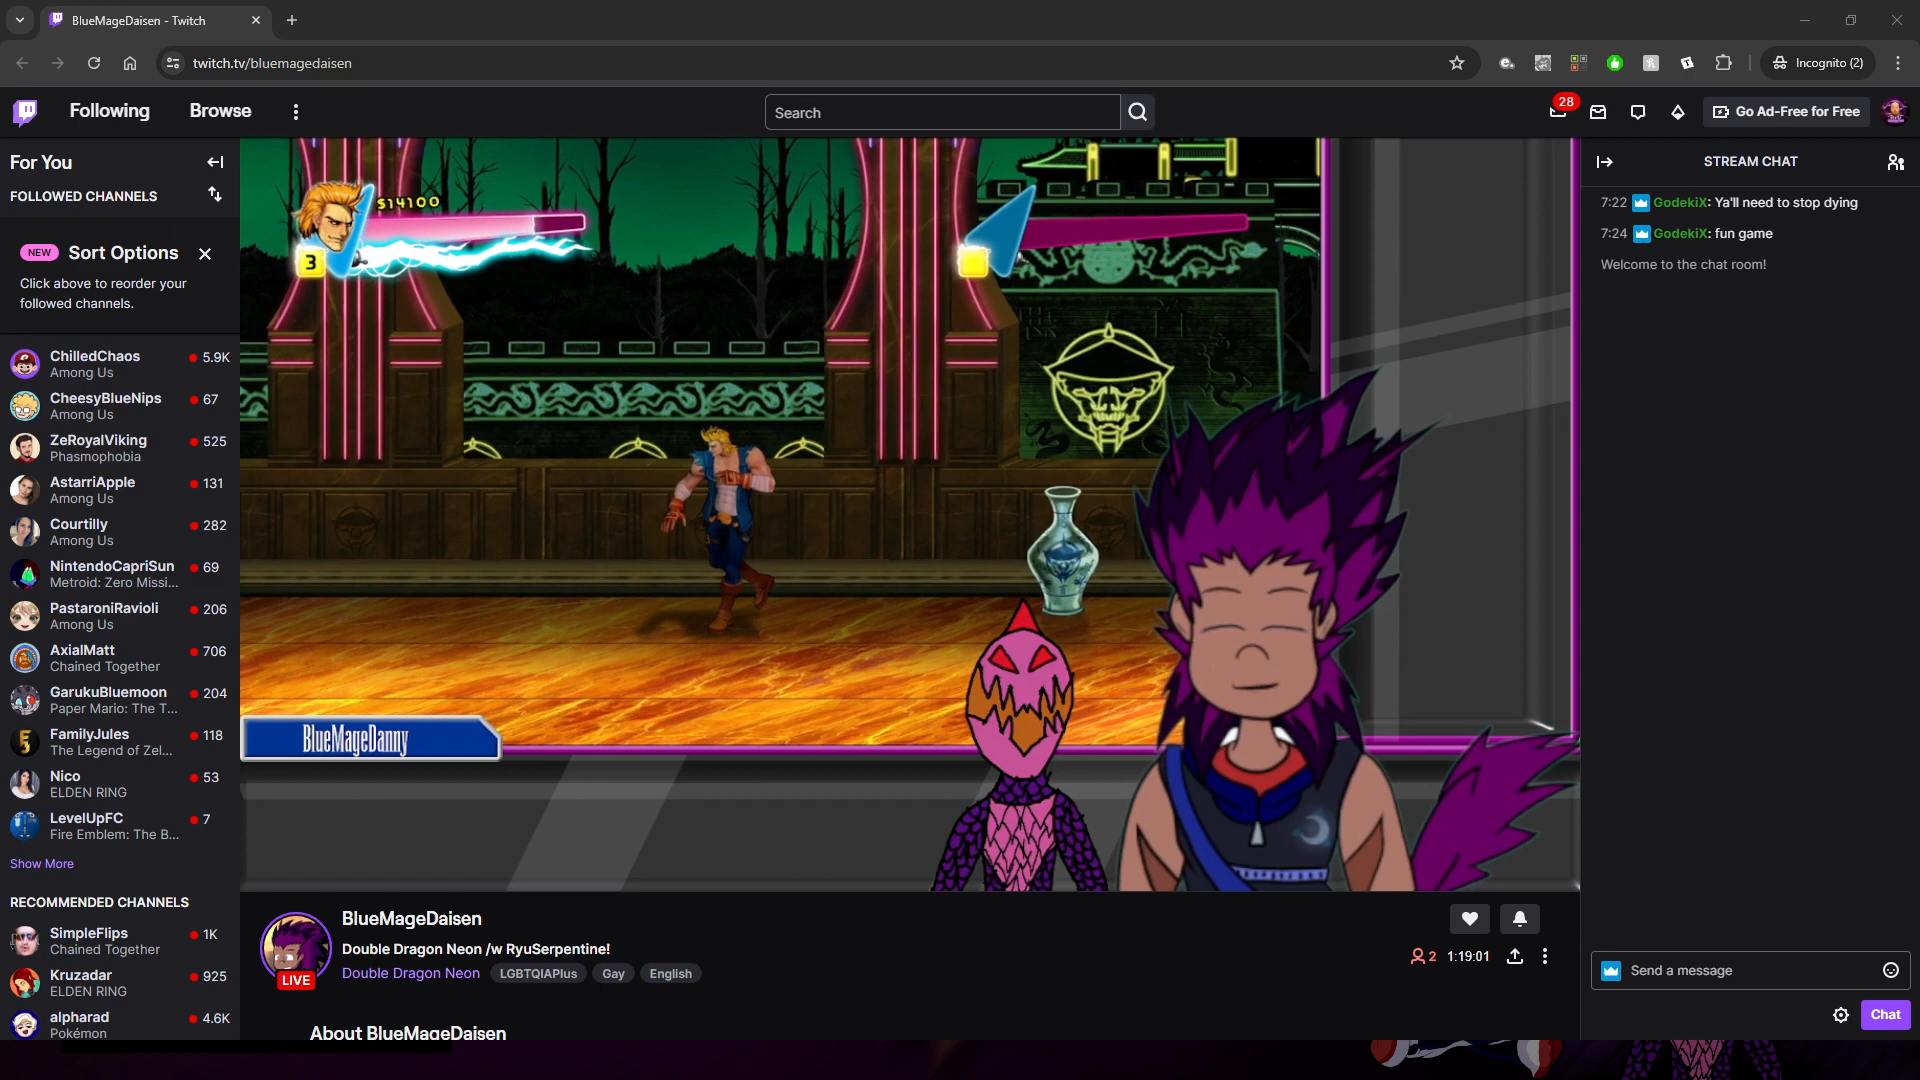 BlueMageDaisen - Twitch
twitch.tv/bluemagedaisen
Incognito (2)
Following
Browse
Search
28
Go Ad-Free for Free
For You
FOLLOWED CHANNELS
NEW Sort Options
Click above to reorder your
followed channels.
ChilledChaos 5.9K
Among Us
CheesyBlueNips 67
Among Us
ZeRoyalViking 525
Phasmophobia
AstarriApple 131
Among Us
Courtilly 282
Among Us
NintendoCapriSun 69
Metroid: Zero Missi...
PastaroniRavioli 206
Among Us
AxialMatt 706
Chained Together
GarukuBluemoon 204
Paper Mario: The T...
FamilyJules 118
The Legend of Zel...
Nico 53
ELDEN RING
LevelUpFC 7
Fire Emblem: The B...
Show More
RECOMMENDED CHANNELS
SimpleFlips 1K
Chained Together
Kruzadar 925
ELDEN RING
alpharad 4.6K
Pokémon
$14100
3
BlueMageDanny
LIVE
BlueMageDaisen
Double Dragon Neon /w RyuSerpentine!
Double Dragon Neon LGBTQIAPlus Gay English
2 1:19:01
About BlueMageDaisen
STREAM CHAT
7:22 GodekiX: Ya'll need to stop dying
7:24 GodekiX: fun game
Welcome to the chat room!
Send a message
Chat